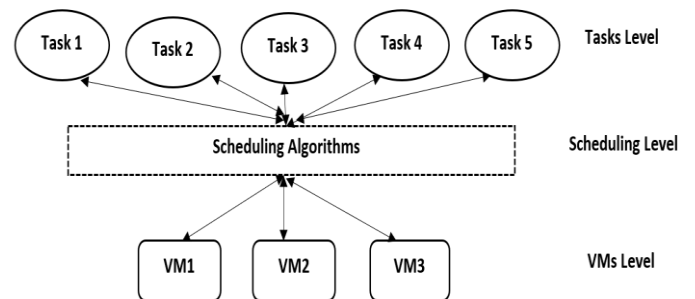 Task 1
Task 2
Task 3
Task 4
Task 5
Tasks Level
Scheduling Algorithms
Scheduling Level
VM1
VM2
VM3
VMs Level